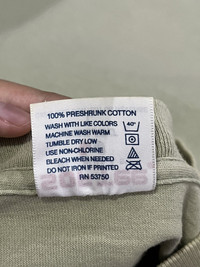 100% PRESHRUNK COTTON
WASH WITH LIKE COLORS
MACHINE WASH WARM
TUMBLE DRY LOW
USE NON-CHLORINE
BLEACH WHEN NEEDED
DO NOT IRON IF PRINTED
RN 53750
40°